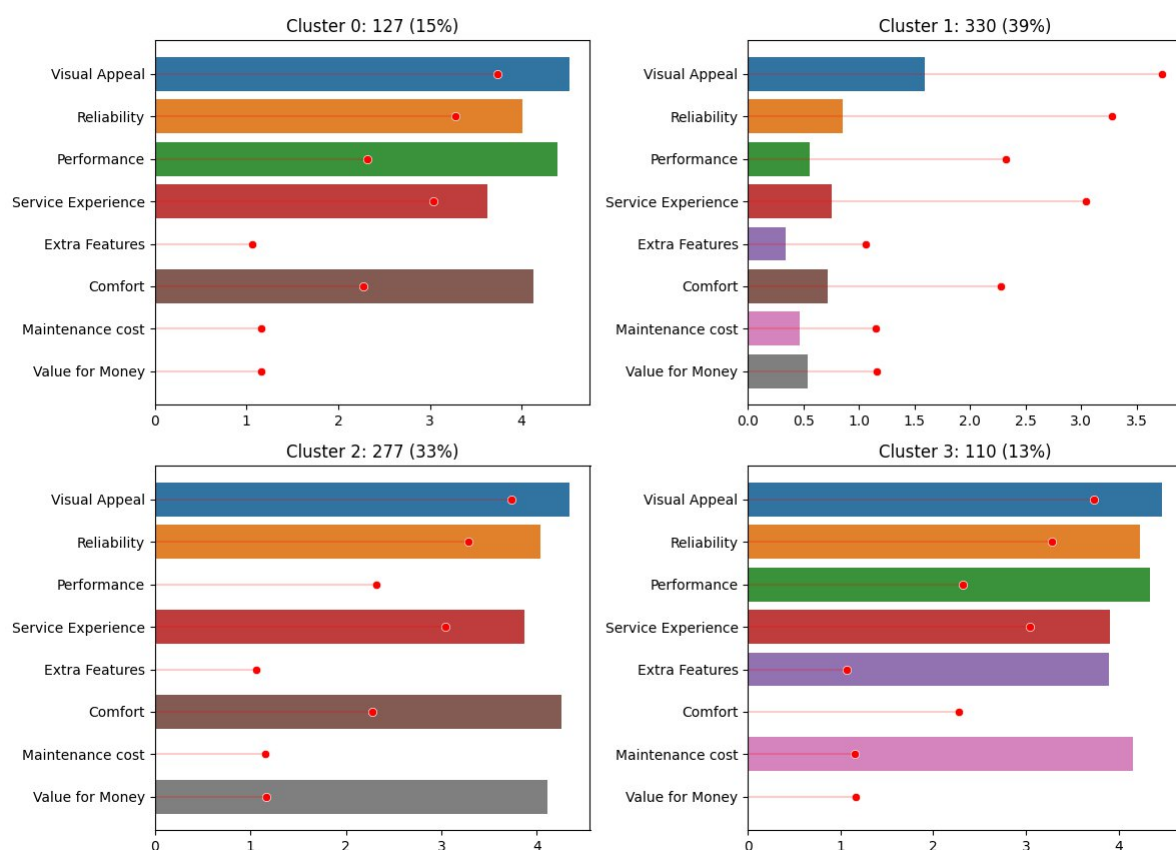 Cluster 0: 127 (15%)
Visual Appeal
Reliability
Performance
Service Experience
Extra Features
Comfort
Maintenance cost
Value for Money
0 1 2 3 4
Cluster 1: 330 (39%)
Visual Appeal
Reliability
Performance
Service Experience
Extra Features
Comfort
Maintenance cost
Value for Money
0.0 0.5 1.0 1.5 2.0 2.5 3.0 3.5
Cluster 2: 277 (33%)
Visual Appeal
Reliability
Performance
Service Experience
Extra Features
Comfort
Maintenance cost
Value for Money
0 1 2 3 4
Cluster 3: 110 (13%)
Visual Appeal
Reliability
Performance
Service Experience
Extra Features
Comfort
Maintenance cost
Value for Money
0 1 2 3 4